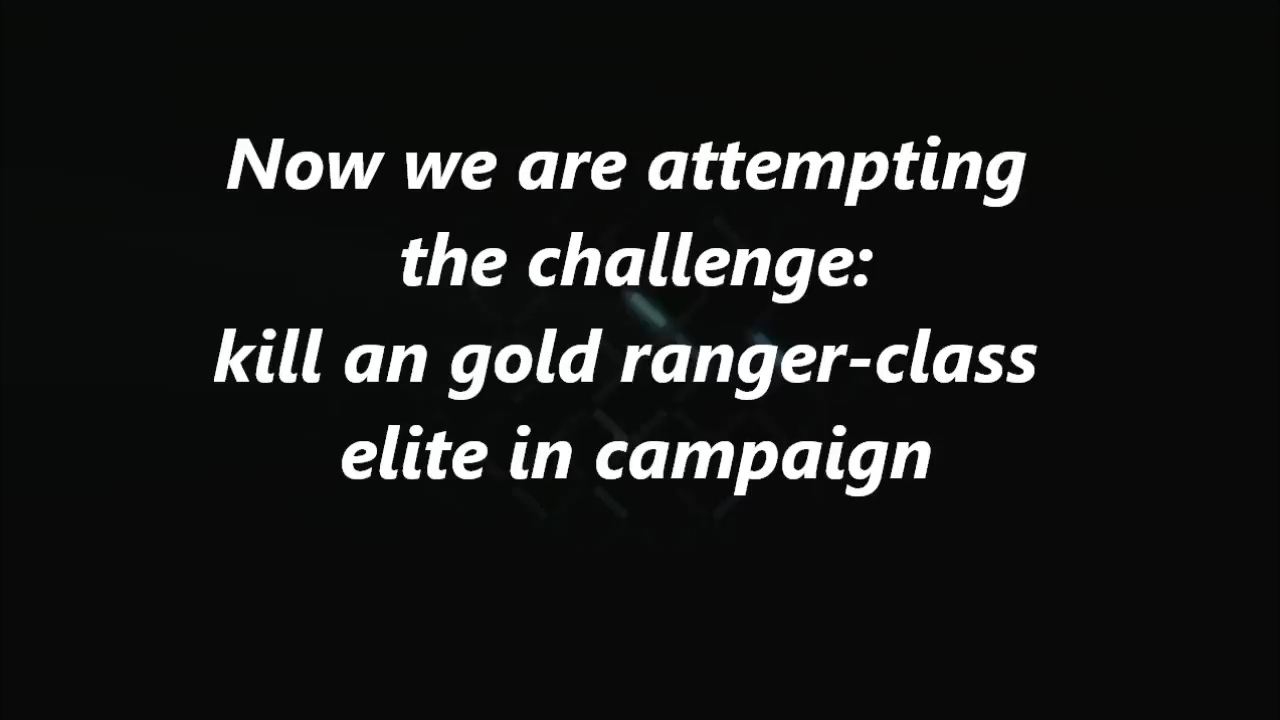 Now we are attempting
the challenge:
kill an gold ranger-class
elite in campaign